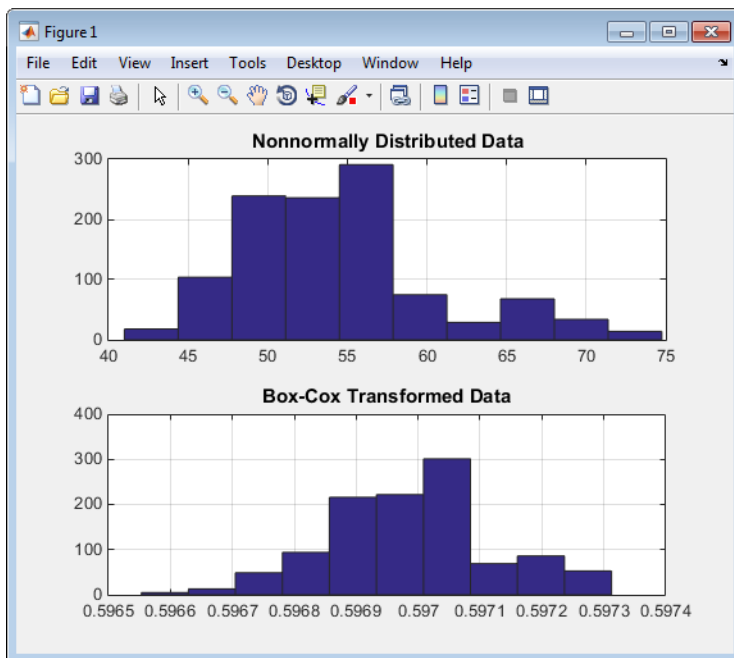 Figure 1
File Edit View Insert Tools Desktop Window Help
Nonnormally Distributed Data
300
200
100
0
40 45 50 55 60 65 70 75
Box-Cox Transformed Data
400
300
200
100
0
0.5965 0.5966 0.5967 0.5968 0.5969 0.597 0.5971 0.5972 0.5973 0.5974